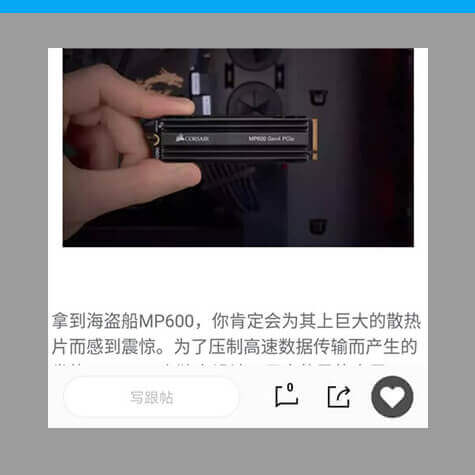 CORSAIR
MP600 Gen4 PCIe
拿到海盗船MP600，你肯定会为其上巨大的散热
片而感到震惊。为了压制高速数据传输而产生的
写跟帖
0